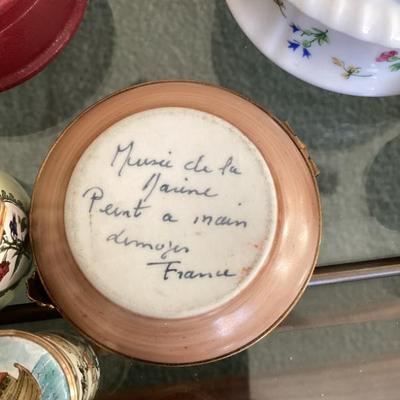 Musée de la
Marine
Peint a main
Limoges
France